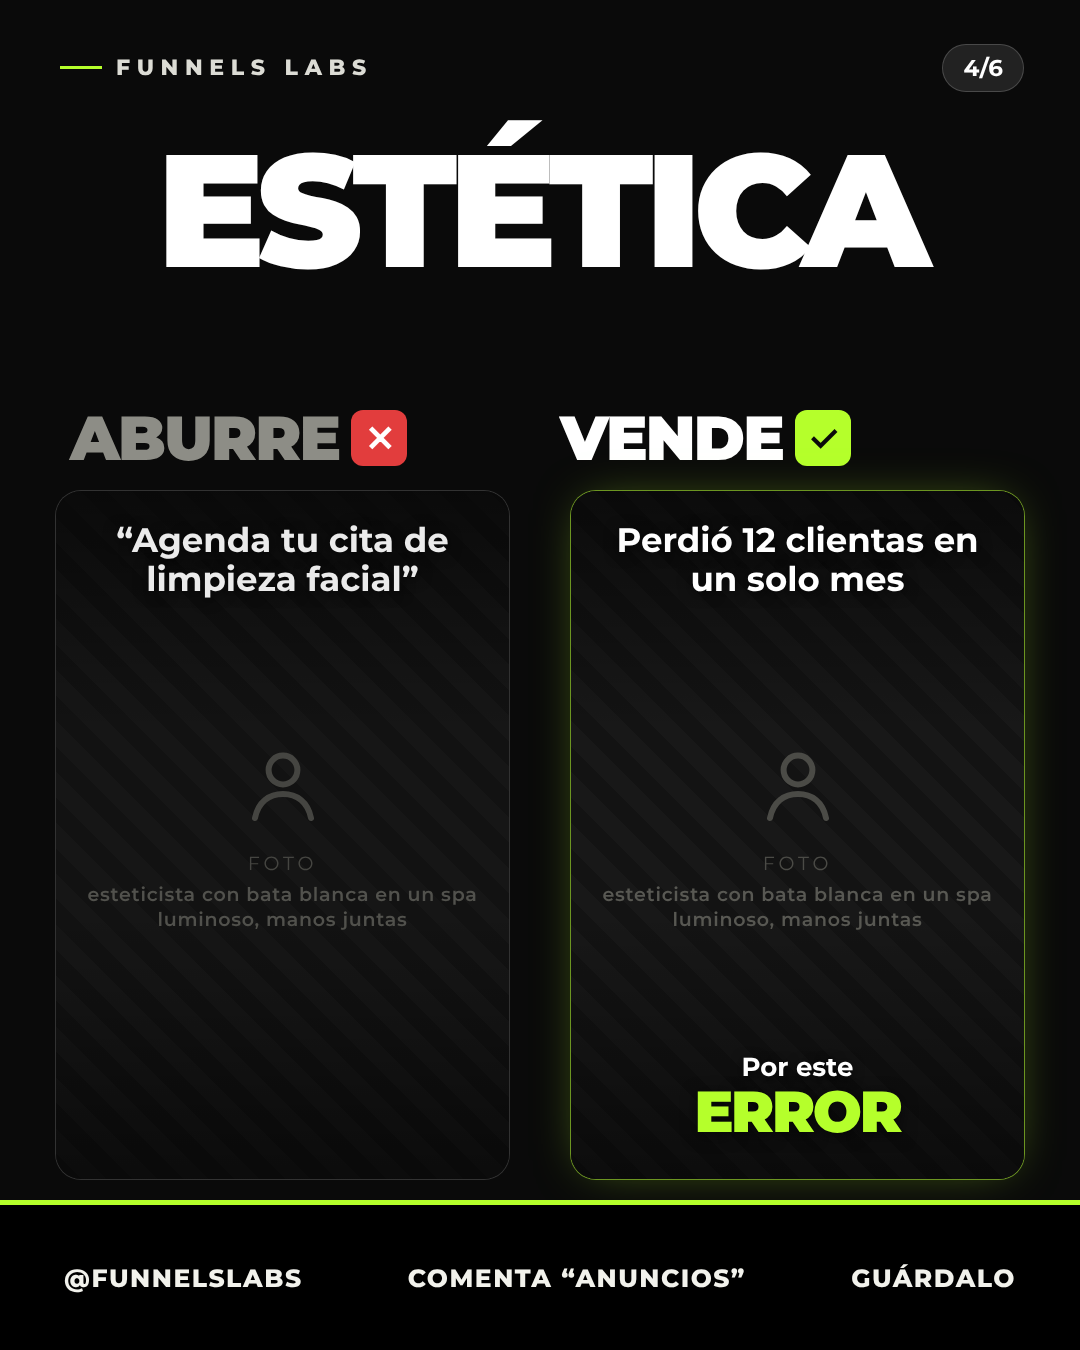 FUNNELS LABS
4/6
ESTÉTICA
ABURRE
VENDE
“Agenda tu cita de
limpieza facial”
FOTO
esteticista con bata blanca en un spa
luminoso, manos juntas
Perdió 12 clientas en
un solo mes
FOTO
esteticista con bata blanca en un spa
luminoso, manos juntas
Por este
ERROR
@FUNNELSLABS
COMENTA “ANUNCIOS”
GUÁRDALO